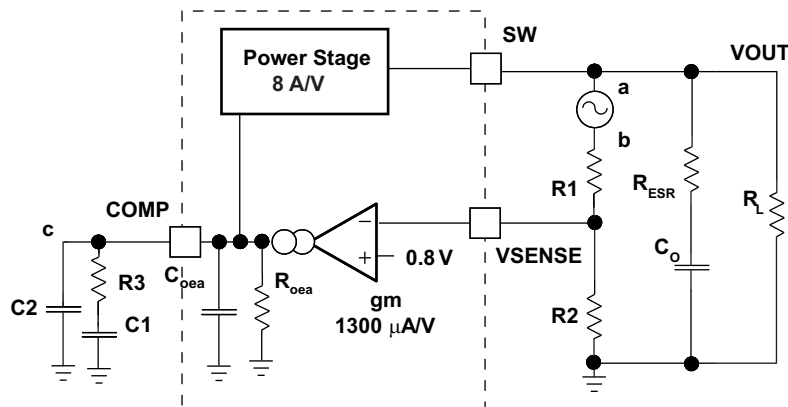 SW
VOUT
Power Stage
8 A/V
a
b
R1
RESR
RL
COMP
c
VSENSE
0.8 V
Coea
Roea
R3
CO
C2
C1
gm
1300 μA/V
R2
−
+